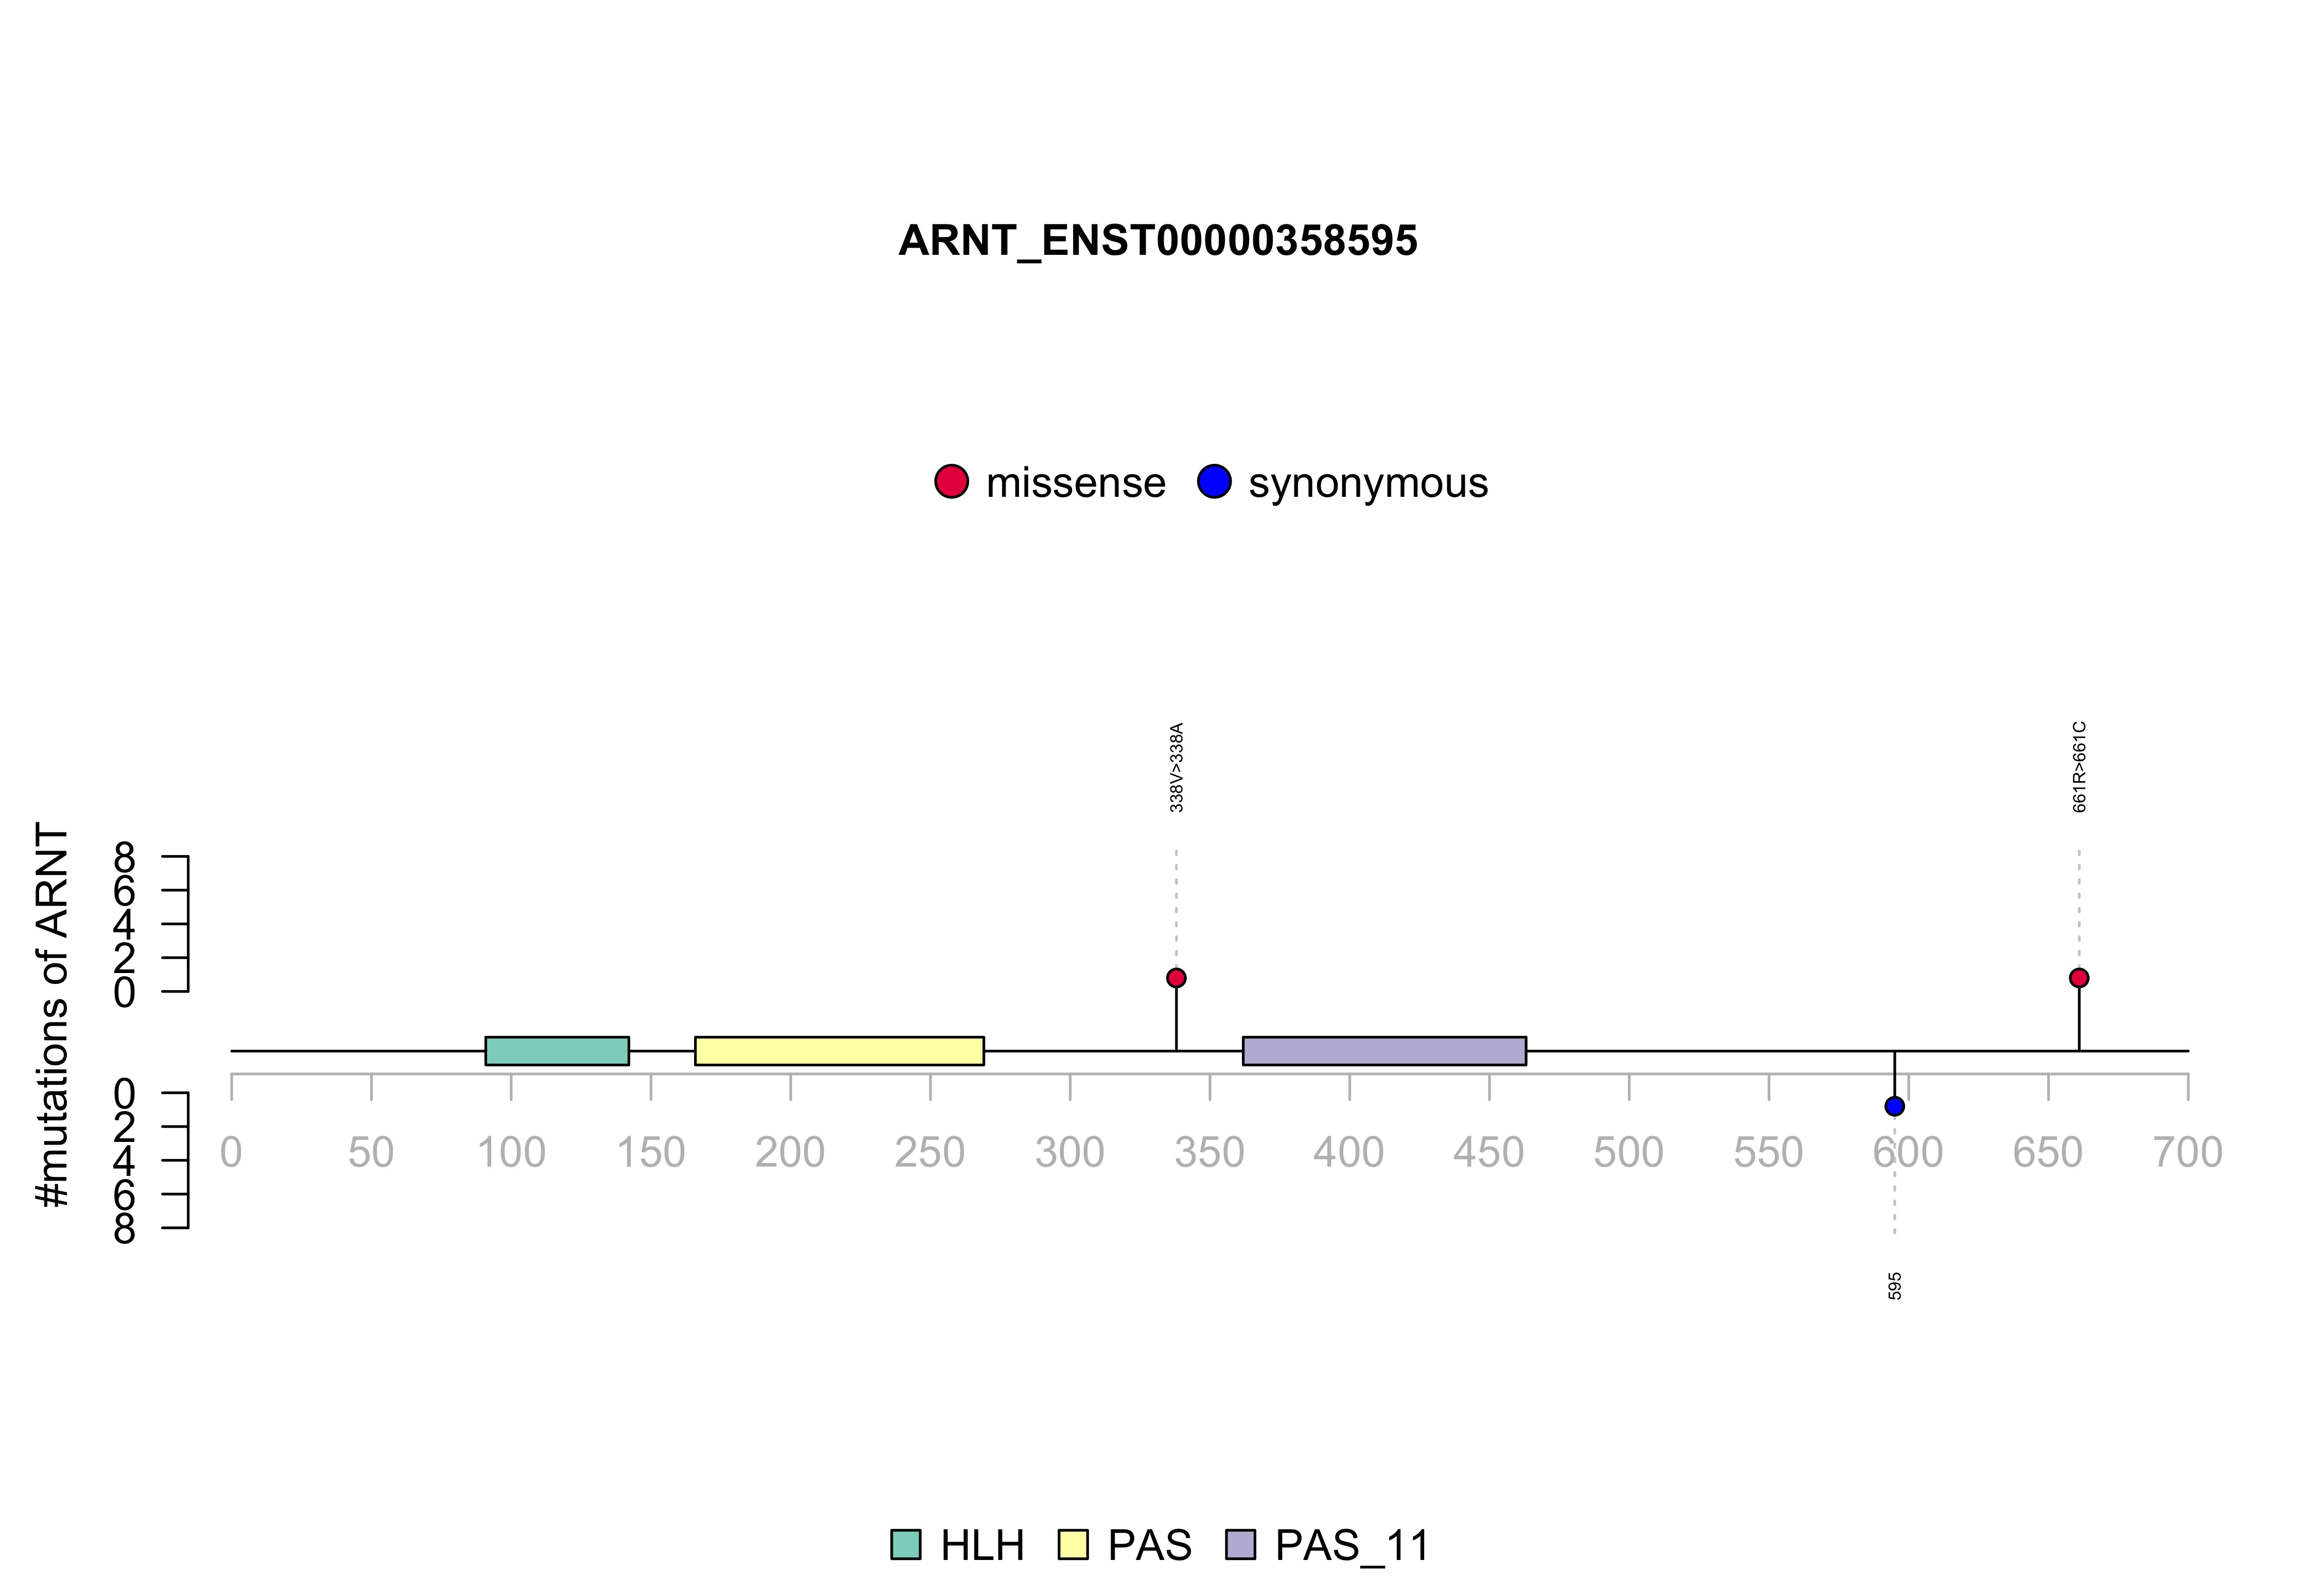 ARNT_ENST00000358595
missense synonymous
338V>338A
661R>661C
#mutations of ARNT
8
6
4
2
0
0
2
4
6
8
0 50 100 150 200 250 300 350 400 450 500 550 600 650 700
595
HLH PAS PAS_11